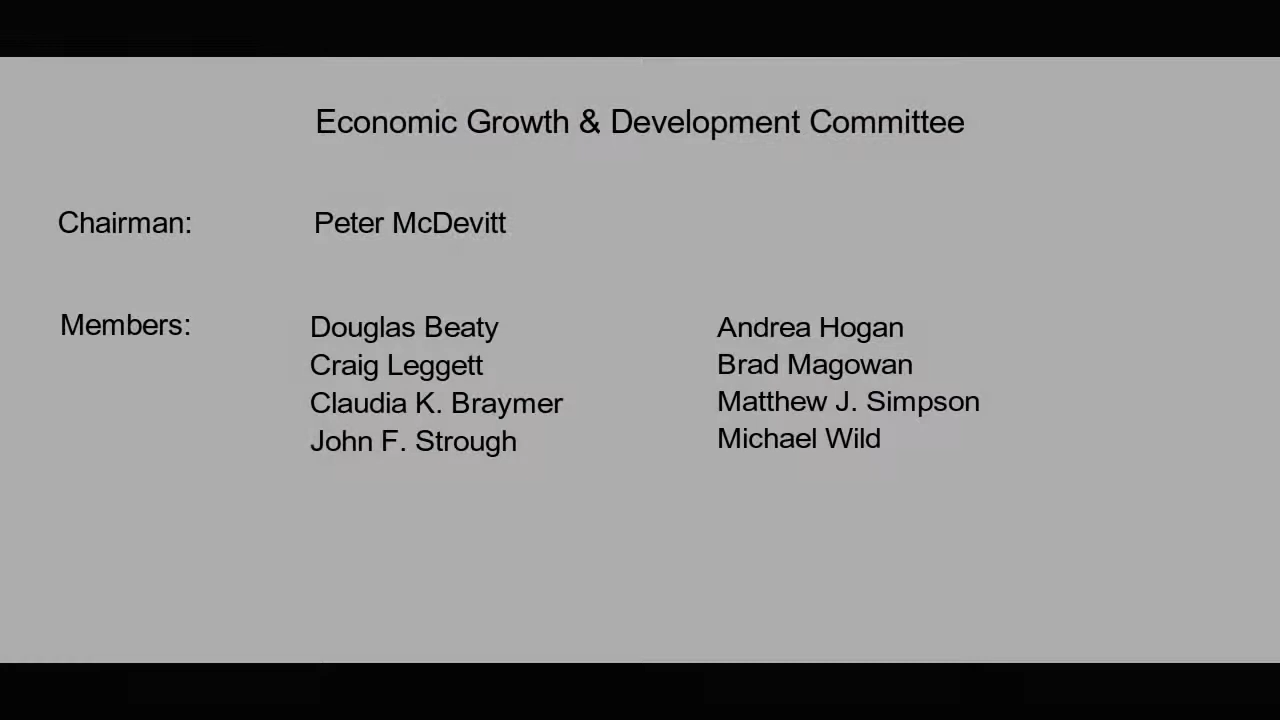 Economic Growth & Development Committee
Chairman: Peter McDevitt
Members:
Douglas Beaty
Craig Leggett
Claudia K. Braymer
John F. Strough
Andrea Hogan
Brad Magowan
Matthew J. Simpson
Michael Wild